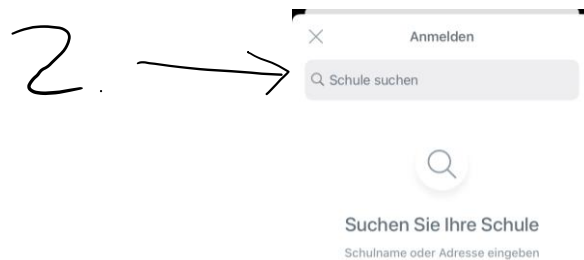 Anmelden
2.
Schule suchen
Suchen Sie Ihre Schule
Schulname oder Adresse eingeben